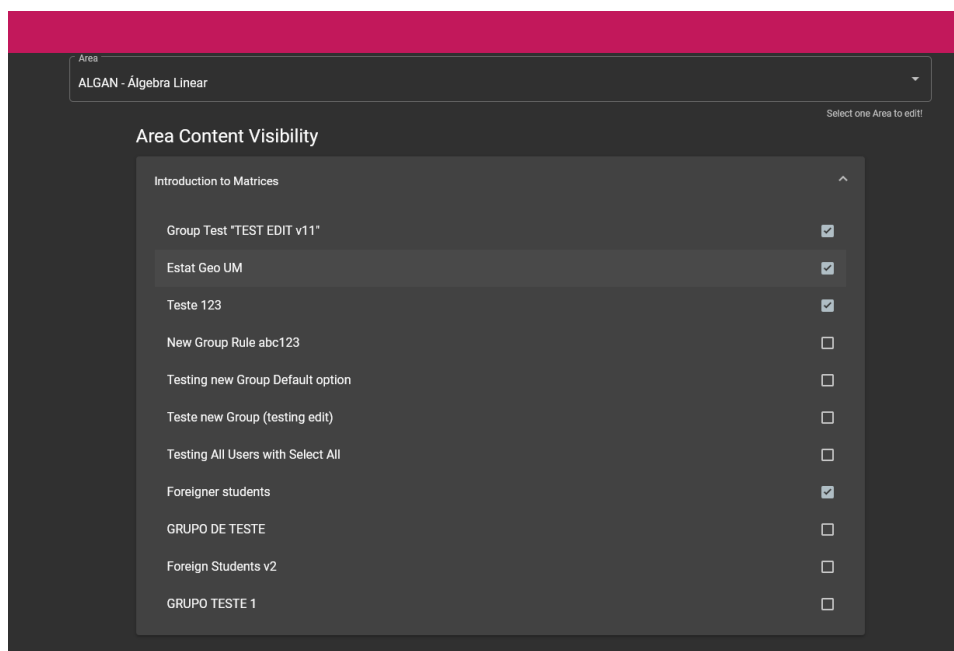 Area
ALGAN - Álgebra Linear
Select one Area to edit!
Area Content Visibility
Introduction to Matrices
Group Test "TEST EDIT v11"
Estat Geo UM
Teste 123
New Group Rule abc123
Testing new Group Default option
Teste new Group (testing edit)
Testing All Users with Select All
Foreigner students
GRUPO DE TESTE
Foreign Students v2
GRUPO TESTE 1